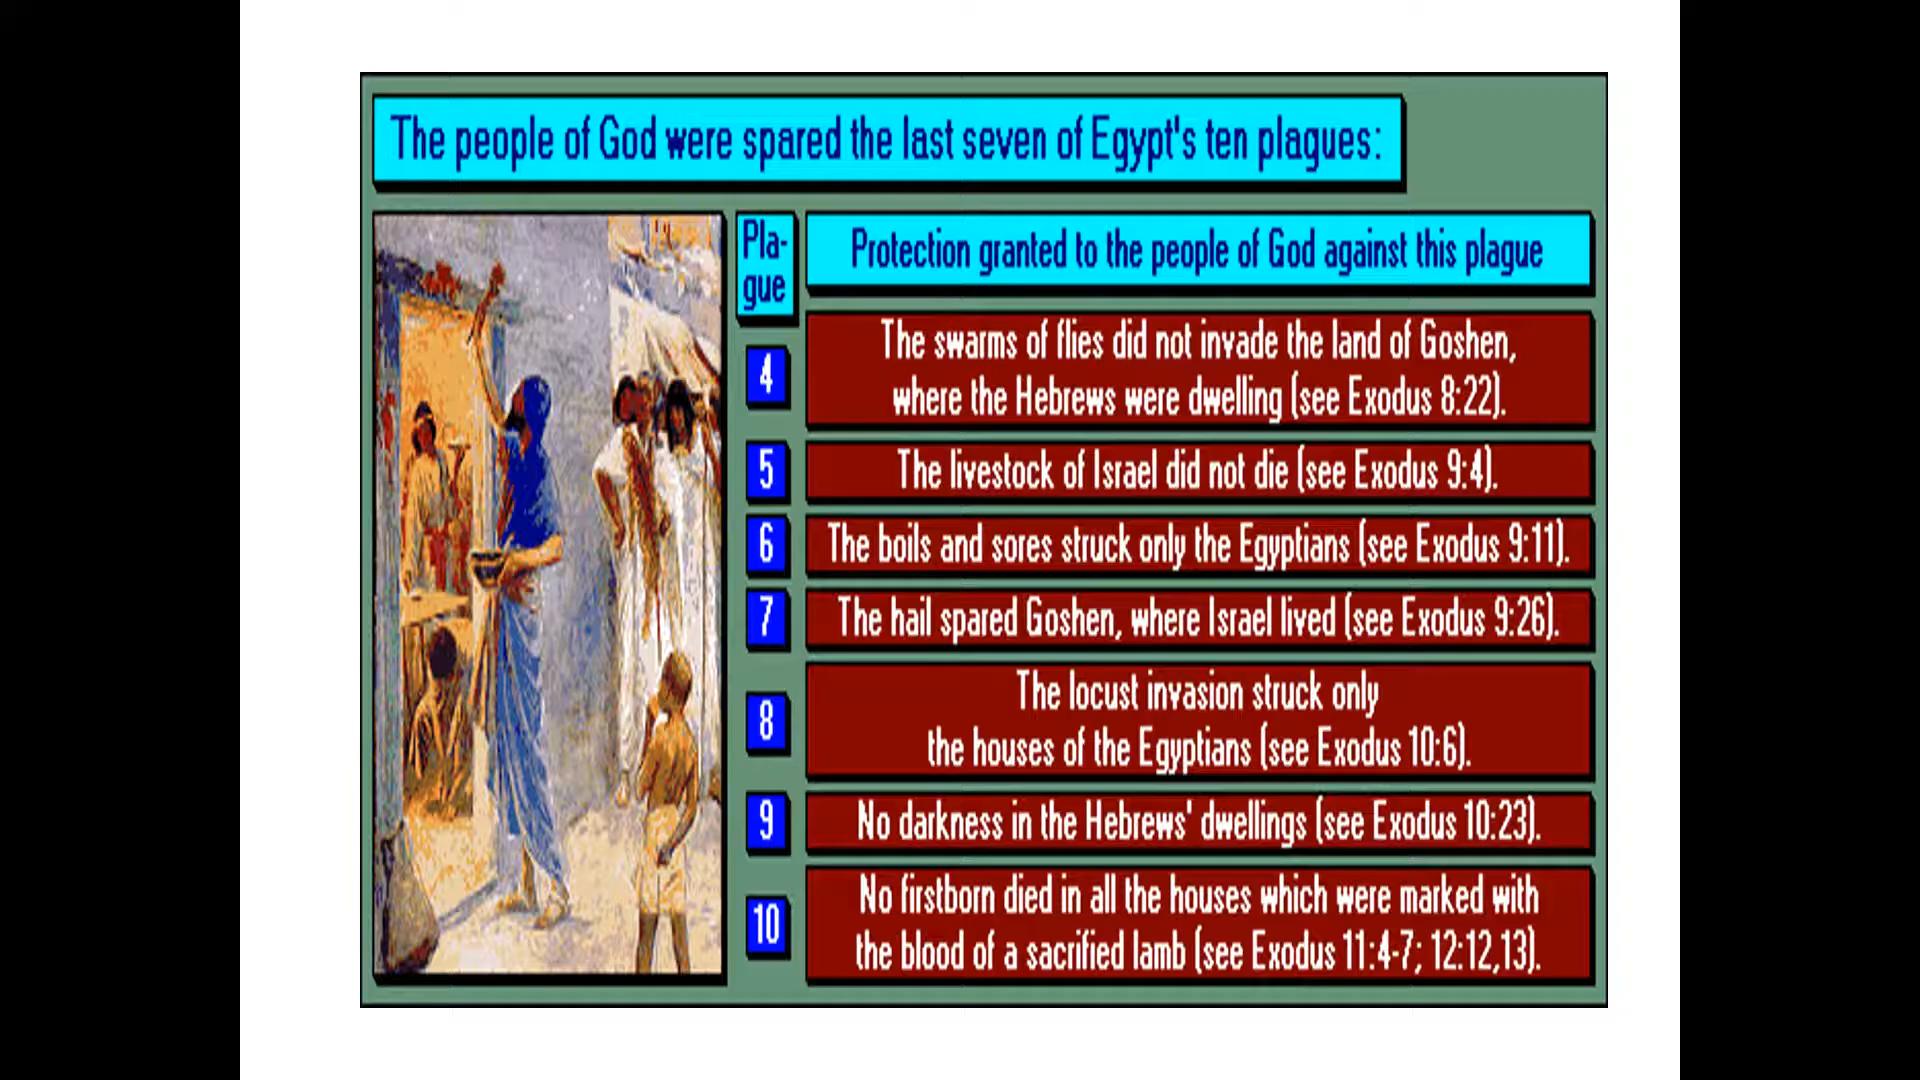 The people of God were spared the last seven of Egypt's ten plagues:
Pla-
gue
Protection granted to the people of God against this plague
4
The swarms of flies did not invade the land of Goshen,
where the Hebrews were dwelling (see Exodus 8:22).
5
The livestock of Israel did not die (see Exodus 9:4).
6
The boils and sores struck only the Egyptians (see Exodus 9:11).
7
The hail spared Goshen, where Israel lived (see Exodus 9:26).
8
The locust invasion struck only
the houses of the Egyptians (see Exodus 10:6).
9
No darkness in the Hebrews' dwellings (see Exodus 10:23).
10
No firstborn died in all the houses which were marked with
the blood of a sacrified lamb (see Exodus 11:4-7; 12:12,13).